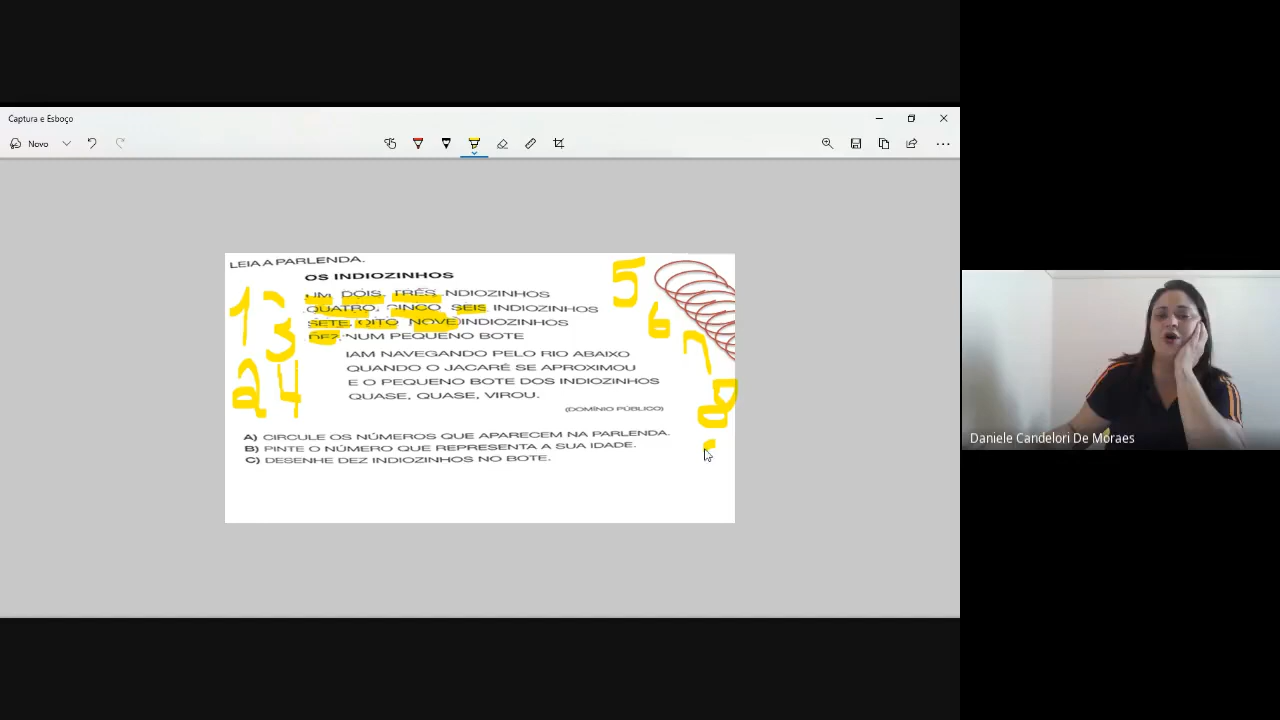 Captura e Esboço
Novo
LEIA A PARLENDA.
OS INDIOZINHOS
UM, DOIS, TRÊS NDIOZINHOS
QUATRO, CINCO, SEIS INDIOZINHOS
SETE, OITO, NOVE INDIOZINHOS
DEZ NUM PEQUENO BOTE
IAM NAVEGANDO PELO RIO ABAIXO
QUANDO O JACARÉ SE APROXIMOU
E O PEQUENO BOTE DOS INDIOZINHOS
QUASE, QUASE, VIROU.
(DOMÍNIO PÚBLICO)
A) CIRCULE OS NÚMEROS QUE APARECEM NA PARLENDA.
B) PINTE O NÚMERO QUE REPRESENTA A SUA IDADE.
C) DESENHE DEZ INDIOZINHOS NO BOTE.
1
2
3
4
5
6
7
8
Daniele Candelori De Moraes